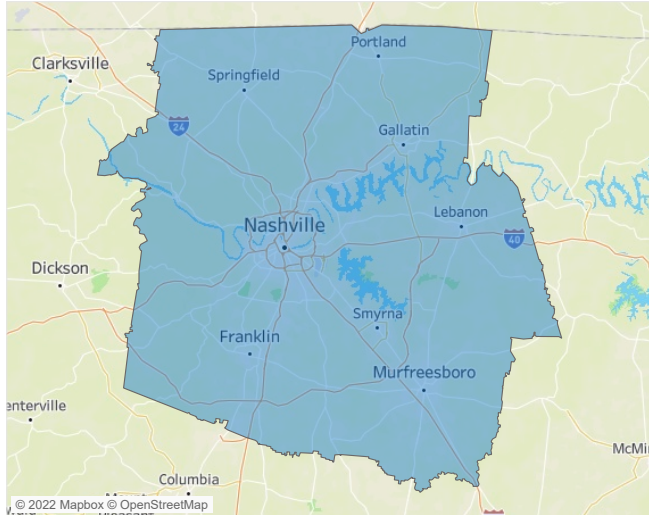 Portland
Clarksville
Springfield
24
Gallatin
Nashville
Lebanon
40
Dickson
Smyrna
Franklin
Murfreesboro
enterville
McMi
Columbia
© 2022 Mapbox © OpenStreetMap